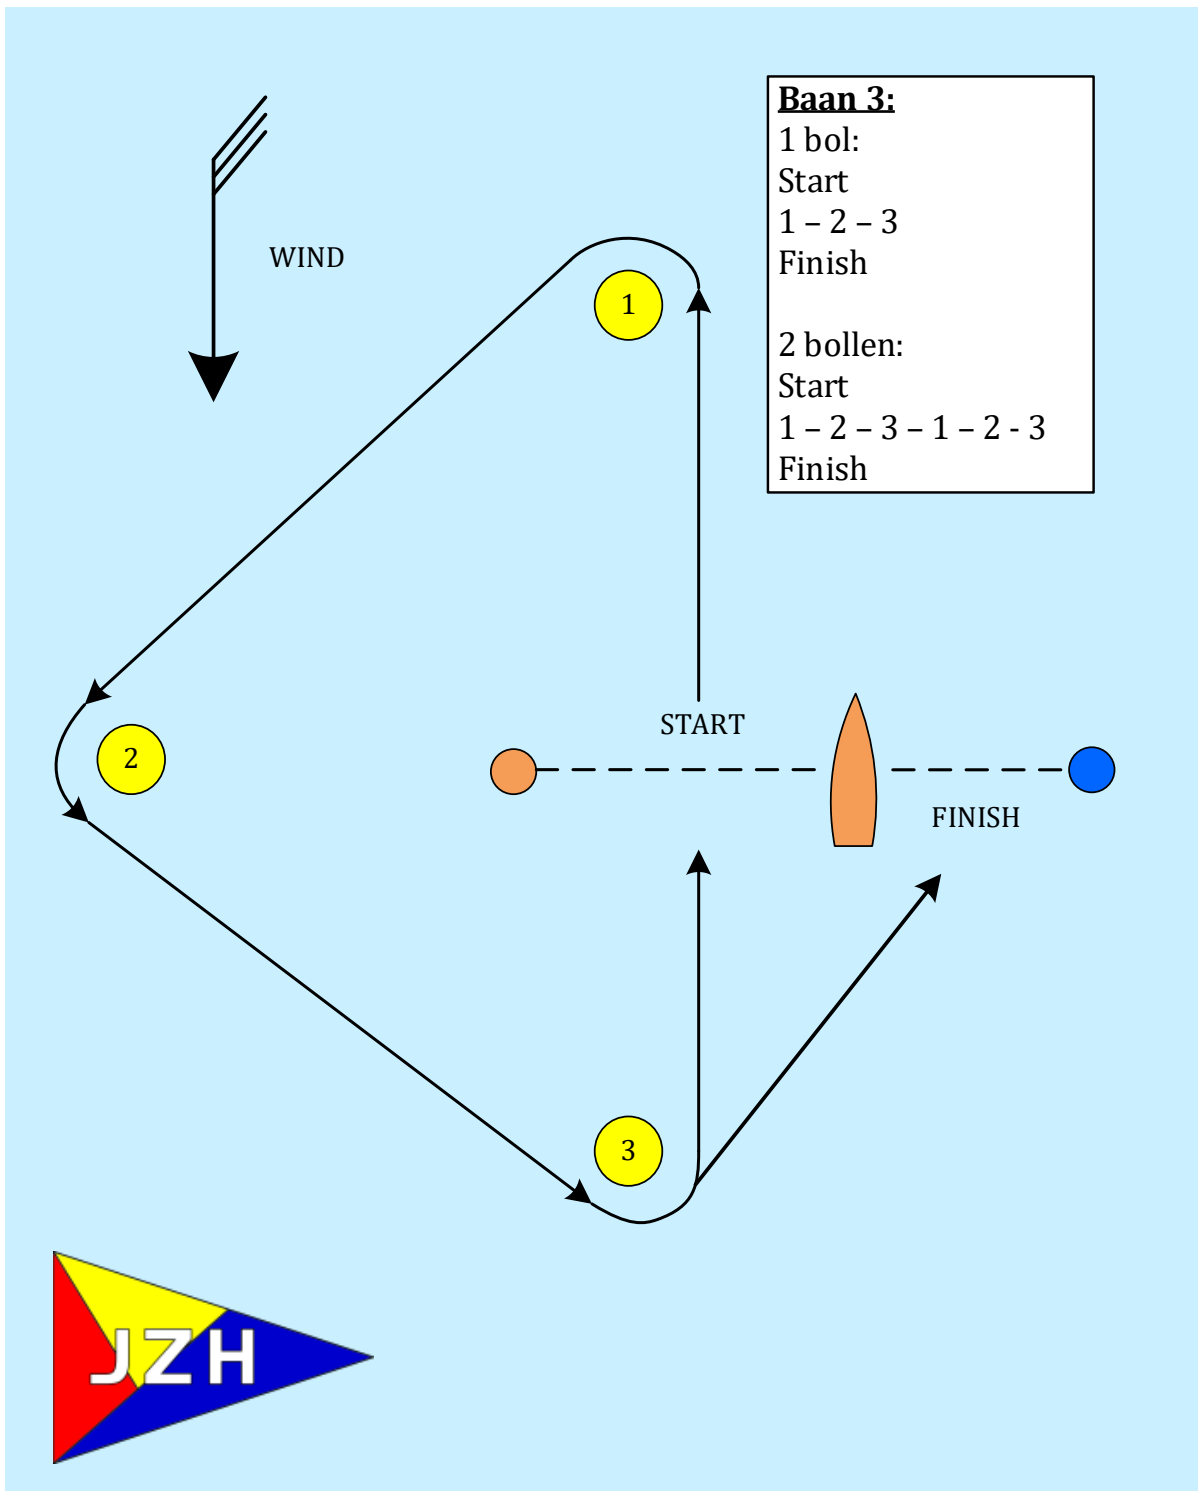 WIND
Baan 3:
1 bol:
Start
1 – 2 – 3
Finish
2 bollen:
Start
1 – 2 – 3 – 1 – 2 - 3
Finish
1
START
2
FINISH
3
JZH